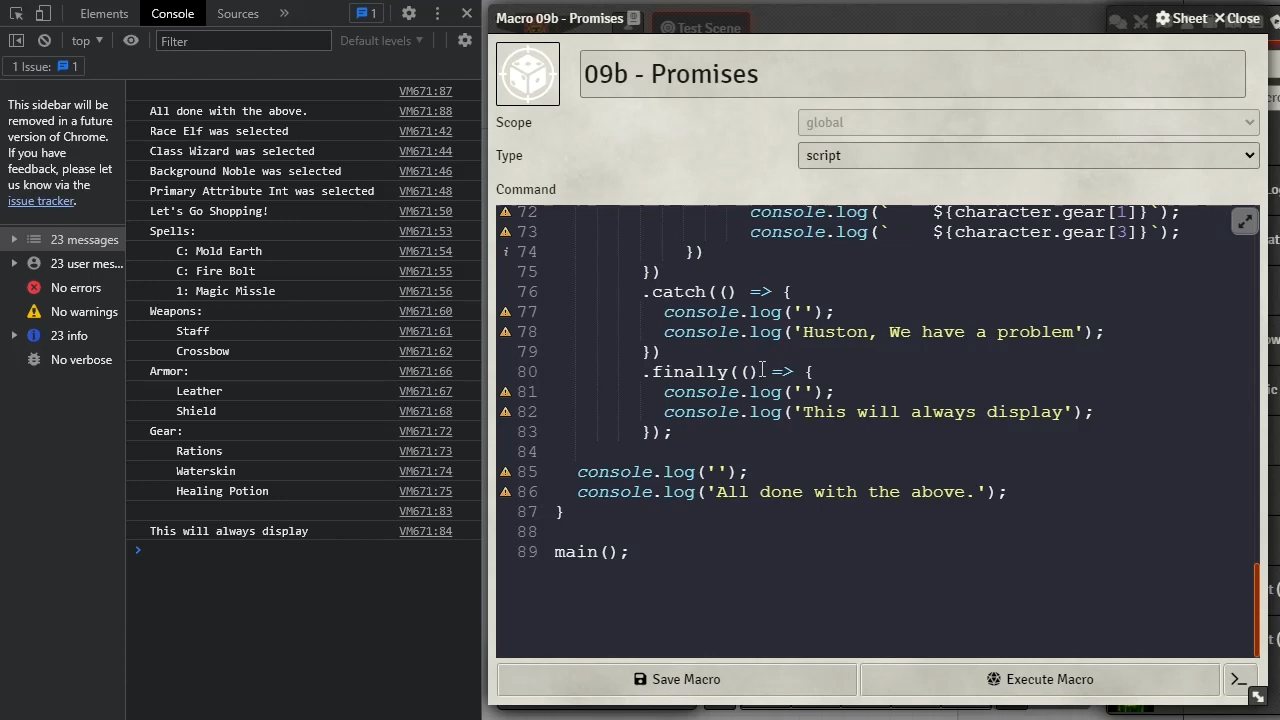 Elements Console Sources 1
top Filter Default levels
1 Issue: 1
This sidebar will be
removed in a future
version of Chrome.
If you have
feedback, please let
us know via the
issue tracker.
23 messages
23 user mes...
No errors
No warnings
23 info
No verbose
VM671:87
All done with the above. VM671:88
Race Elf was selected VM671:42
Class Wizard was selected VM671:44
Background Noble was selected VM671:46
Primary Attribute Int was selected VM671:48
Let's Go Shopping! VM671:50
Spells: VM671:53
C: Mold Earth VM671:54
C: Fire Bolt VM671:55
1: Magic Missle VM671:56
Weapons: VM671:60
Staff VM671:61
Crossbow VM671:62
Armor: VM671:66
Leather VM671:67
Shield VM671:68
Gear: VM671:72
Rations VM671:73
Waterskin VM671:74
Healing Potion VM671:75
VM671:83
This will always display VM671:84
Macro 09b - Promises Test Scene Sheet Close
09b - Promises
Scope global
Type script
Command
72 console.log(`    ${character.gear[1]}`);
73 console.log(`    ${character.gear[3]}`);
74 })
75 })
76 .catch(() => {
77 console.log('');
78 console.log('Huston, We have a problem');
79 })
80 .finally(() => {
81 console.log('');
82 console.log('This will always display');
83 });
84
85 console.log('');
86 console.log('All done with the above.');
87 }
88
89 main();
Save Macro Execute Macro